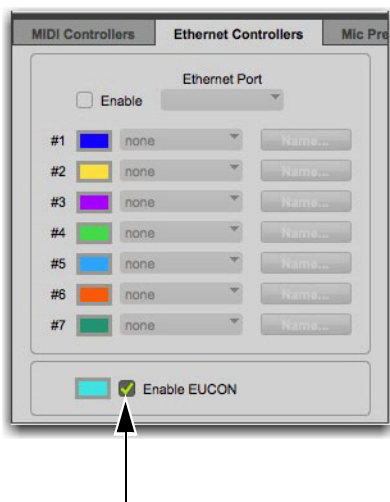 MIDI Controllers Ethernet Controllers Mic Pre
Ethernet Port
Enable
#1 none Name...
#2 none Name...
#3 none Name...
#4 none Name...
#5 none Name...
#6 none Name...
#7 none Name...
Enable EUCON